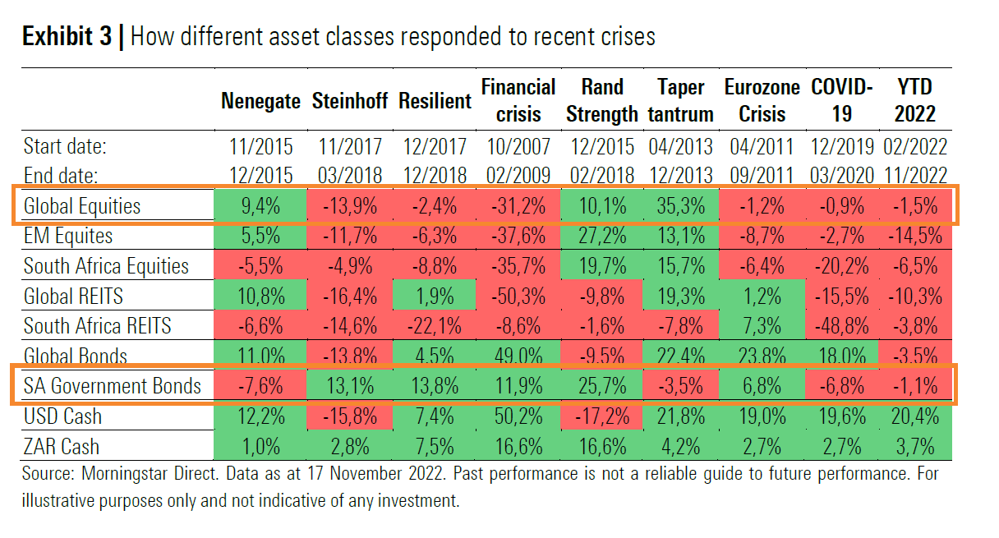 Exhibit 3 | How different asset classes responded to recent crises
Nenegate Steinhoff Resilient Financial crisis Rand Strength Taper tantrum Eurozone Crisis COVID-19 YTD 2022
Start date: 11/2015 11/2017 12/2017 10/2007 12/2015 04/2013 04/2011 12/2019 02/2022
End date: 12/2015 03/2018 12/2018 02/2009 02/2018 12/2013 09/2011 03/2020 11/2022
Global Equities 9,4% -13,9% -2,4% -31,2% 10,1% 35,3% -1,2% -0,9% -1,5%
EM Equites 5,5% -11,7% -6,3% -37,6% 27,2% 13,1% -8,7% -2,7% -14,5%
South Africa Equities -5,5% -4,9% -8,8% -35,7% 19,7% 15,7% -6,4% -20,2% -6,5%
Global REITS 10,8% -16,4% 1,9% -50,3% -9,8% 19,3% 1,2% -15,5% -10,3%
South Africa REITS -6,6% -14,6% -22,1% -8,6% -1,6% -7,8% 7,3% -48,8% -3,8%
Global Bonds 11,0% -13,8% 4,5% 49,0% -9,5% 22,4% 23,8% 18,0% -3,5%
SA Government Bonds -7,6% 13,1% 13,8% 11,9% 25,7% -3,5% 6,8% -6,8% -1,1%
USD Cash 12,2% -15,8% 7,4% 50,2% -17,2% 21,8% 19,0% 19,6% 20,4%
ZAR Cash 1,0% 2,8% 7,5% 16,6% 16,6% 4,2% 2,7% 2,7% 3,7%
Source: Morningstar Direct. Data as at 17 November 2022. Past performance is not a reliable guide to future performance. For
illustrative purposes only and not indicative of any investment.